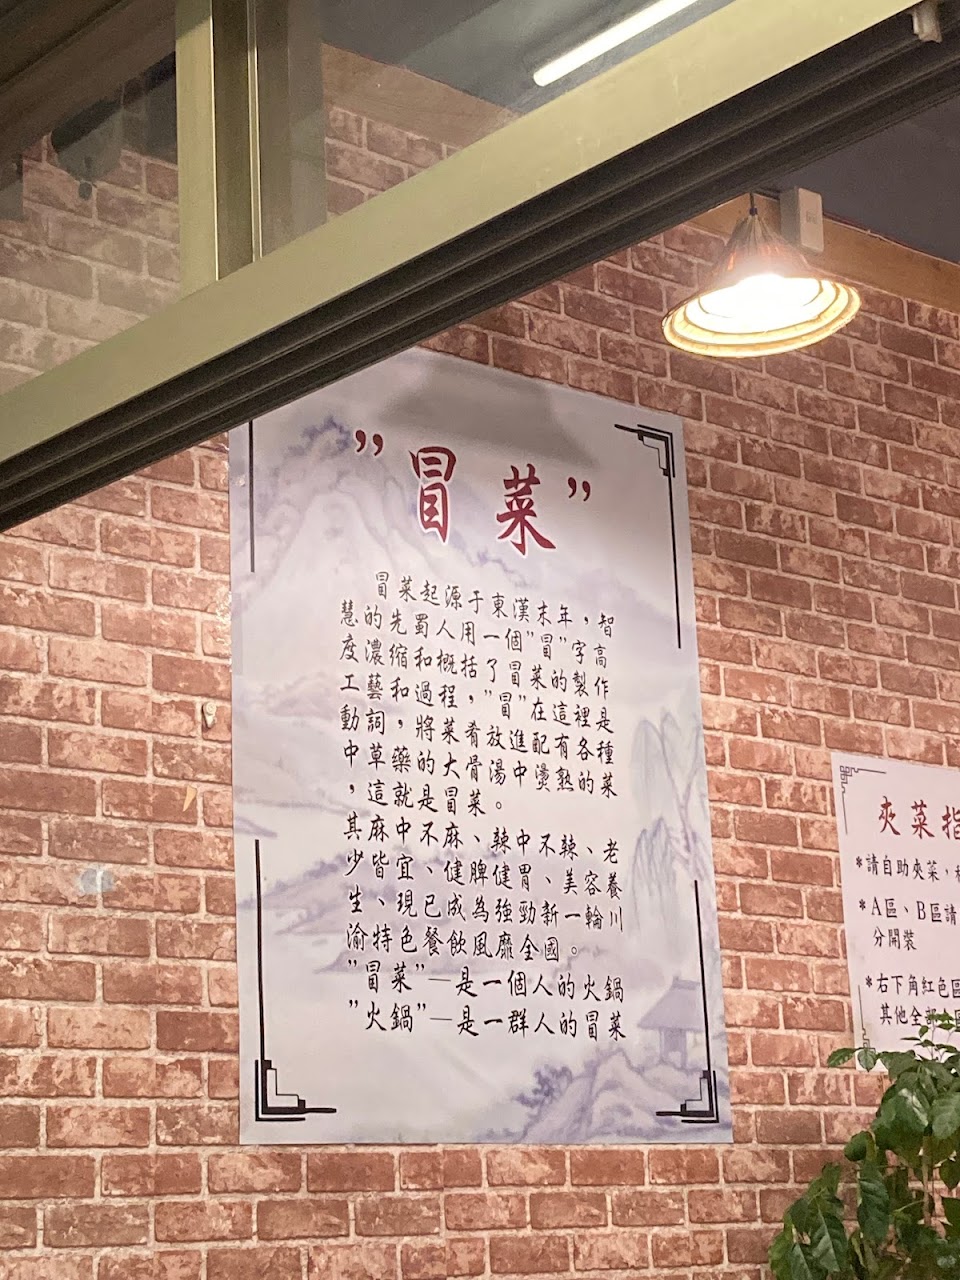 ”冒菜”
冒菜起源于東漢末年，智
慧的先蜀人用一個”冒”字高
度濃縮和概括了冒菜的製作
工藝和過程，”冒”在這裡是
動詞，將菜肴放進配有各種
中草藥的大骨湯中燙熟的菜
，這就是冒菜。
其麻中不麻、辣中不辣、老
少皆宜、健脾健胃、美容養
生、現已成為強勁新一輪川
渝特色餐飲風靡全國。
”冒菜”—是一個人的火鍋
”火鍋”—是一群人的冒菜
夾菜指
*請自助夾菜，
*A區、B區請
分開裝
*右下角紅色區
其他全部